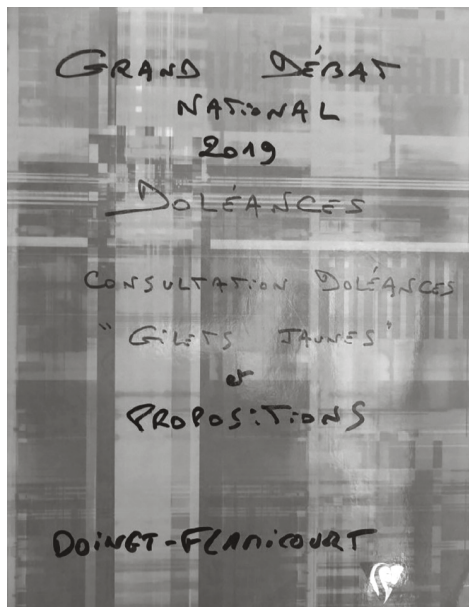 GRAND DÉBAT
NATIONAL
2019
DOLÉANCES
CONSULTATION DOLÉANCES
"GILETS JAUNES"
et
PROPOSITIONS
DOINGT-FLAMICOURT